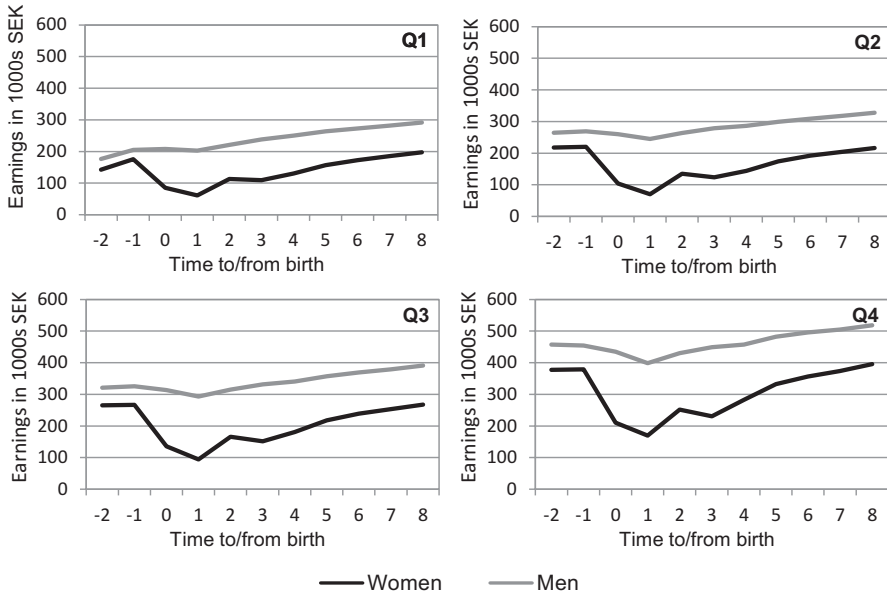 Earnings in 1000s SEK
600
500
400
300
200
100
0
Q1
-2 -1 0 1 2 3 4 5 6 7 8
Time to/from birth
Earnings in 1000s SEK
600
500
400
300
200
100
0
Q2
-2 -1 0 1 2 3 4 5 6 7 8
Time to/from birth
Earnings in 1000s SEK
600
500
400
300
200
100
0
Q3
-2 -1 0 1 2 3 4 5 6 7 8
Time to/from birth
Earnings in 1000s SEK
600
500
400
300
200
100
0
Q4
-2 -1 0 1 2 3 4 5 6 7 8
Time to/from birth
Women Men